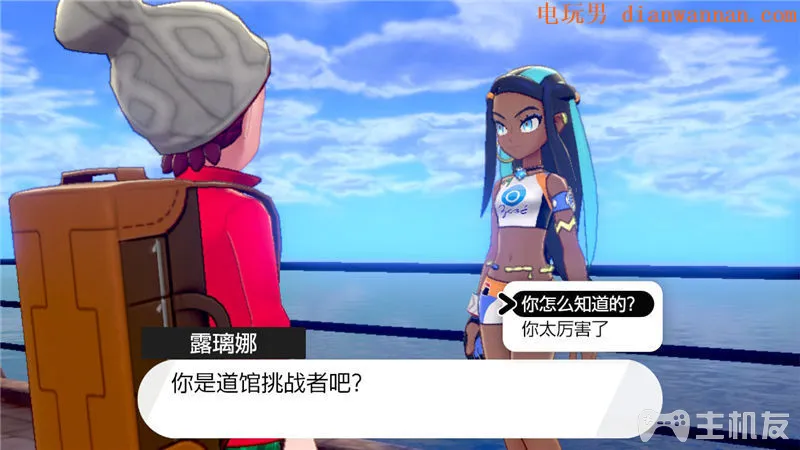 电玩男 dianwannan.com
你怎么知道的?
你太厉害了
露璃娜
你是道馆挑战者吧?
主机友